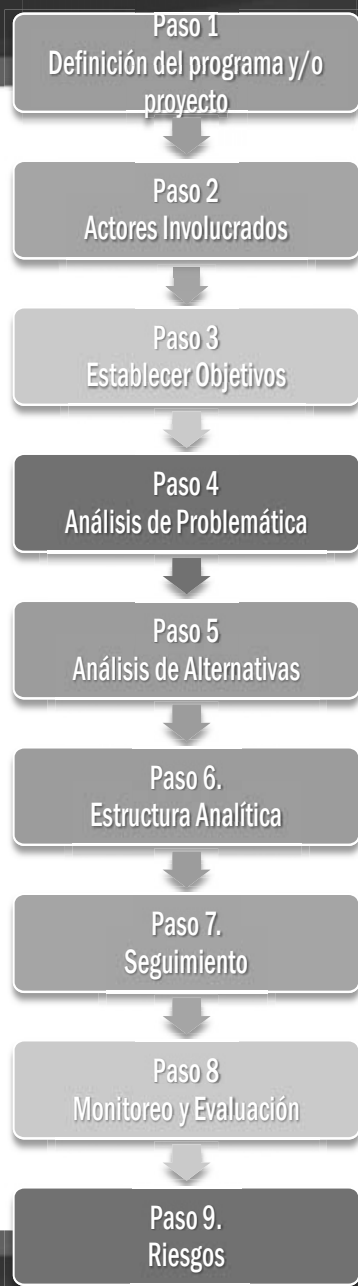 Paso 1
Definición del programa y/o
proyecto
Paso 2
Actores Involucrados
Paso 3
Establecer Objetivos
Paso 4
Análisis de Problemática
Paso 5
Análisis de Alternativas
Paso 6.
Estructura Analítica
Paso 7.
Seguimiento
Paso 8
Monitoreo y Evaluación
Paso 9.
Riesgos